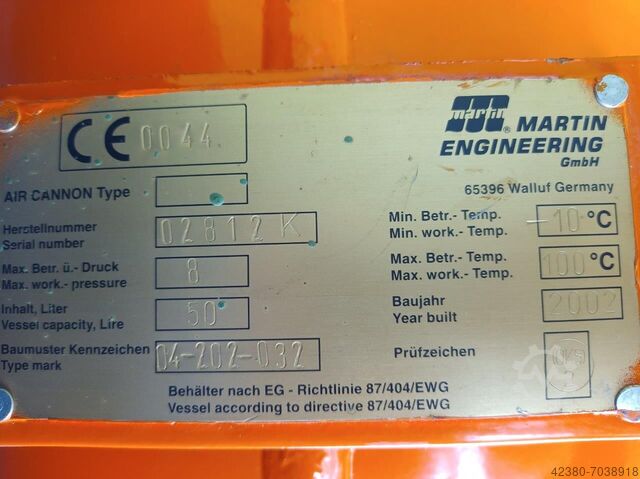 CE 0044
martin ® MARTIN
ENGINEERING
GmbH
65396 Walluf Germany
AIR CANNON Type
Herstellnummer
Serial number
02812 K
Max. Betr. ü.- Druck
Max. work.- pressure
8
Inhalt, Liter
Vessel capacity, Lire
50
Baumuster Kennzeichen
Type mark
04-202-032
Min. Betr.- Temp.
Min. work.- Temp.
-10 °C
Max. Betr.- Temp.
Max. work.- Temp.
100 °C
Baujahr
Year built
2002
Prüfzeichen
Behälter nach EG - Richtlinie 87/404/EWG
Vessel according to directive 87/404/EWG
42380-7038918